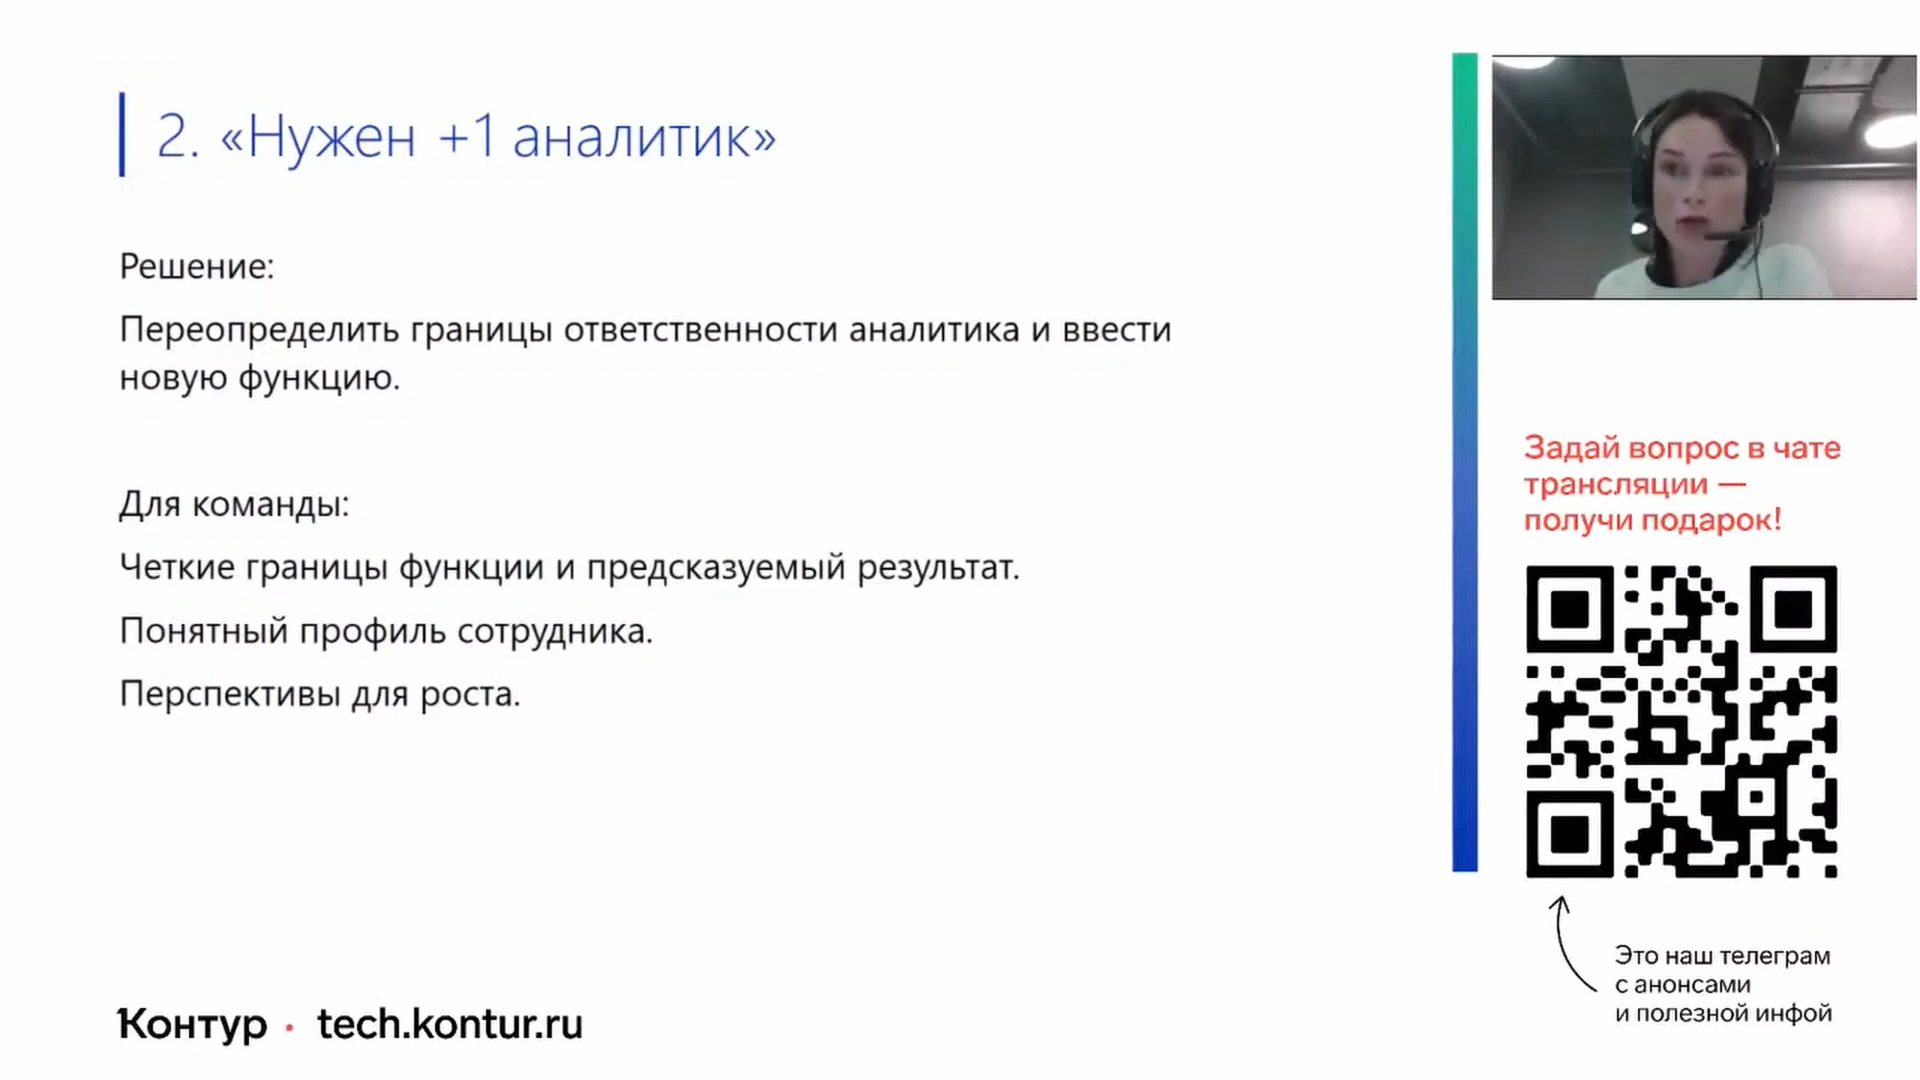 2. «Нужен +1 аналитик»
Решение:
Переопределить границы ответственности аналитика и ввести
новую функцию.
Для команды:
Четкие границы функции и предсказуемый результат.
Понятный профиль сотрудника.
Перспективы для роста.
Контур · tech.kontur.ru
Задай вопрос в чате
трансляции —
получи подарок!
Это наш телеграм
с анонсами
и полезной инфой